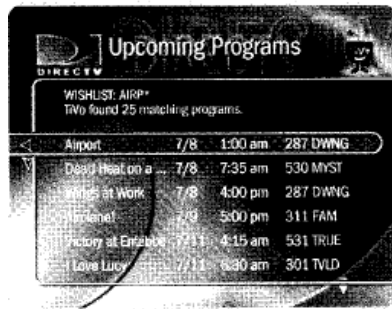 Upcoming Programs
DIRECTV
WISHLIST: AIRP*
TiVo found 25 matching programs.
Airport 7/8 1:00 am 287 DWNG
Dead Heat on a ... 7/8 7:35 am 530 MYST
Wings at Work 7/8 4:00 pm 287 DWNG
Airplane! 7/9 5:00 pm 311 FAM
Victory at Entebbe 7/11 4:15 am 531 TRUE
I Love Lucy 7/11 6:30 am 301 TVLD